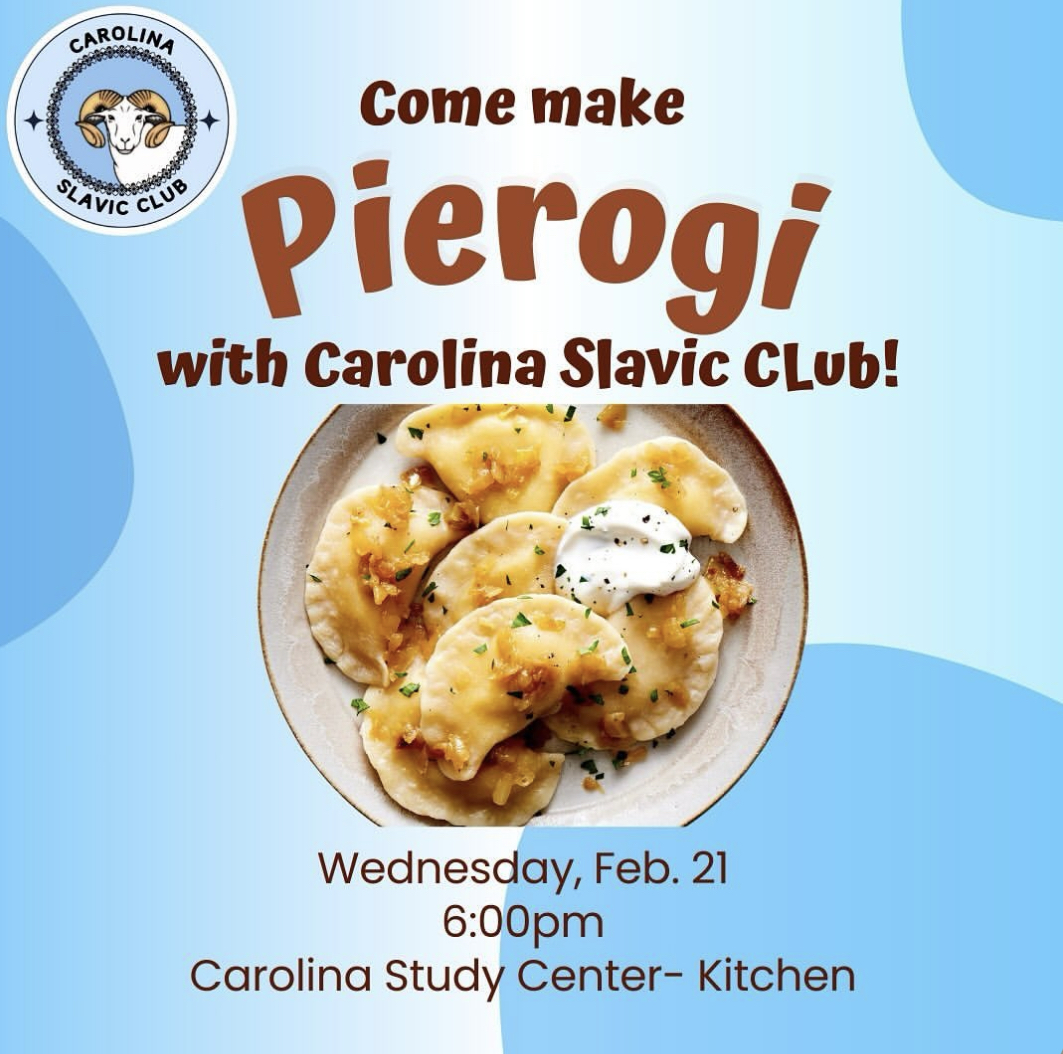 CAROLINA
SLAVIC CLUB
Come make
Pierogi
with Carolina Slavic CLub!
Wednesday, Feb. 21
6:00pm
Carolina Study Center- Kitchen